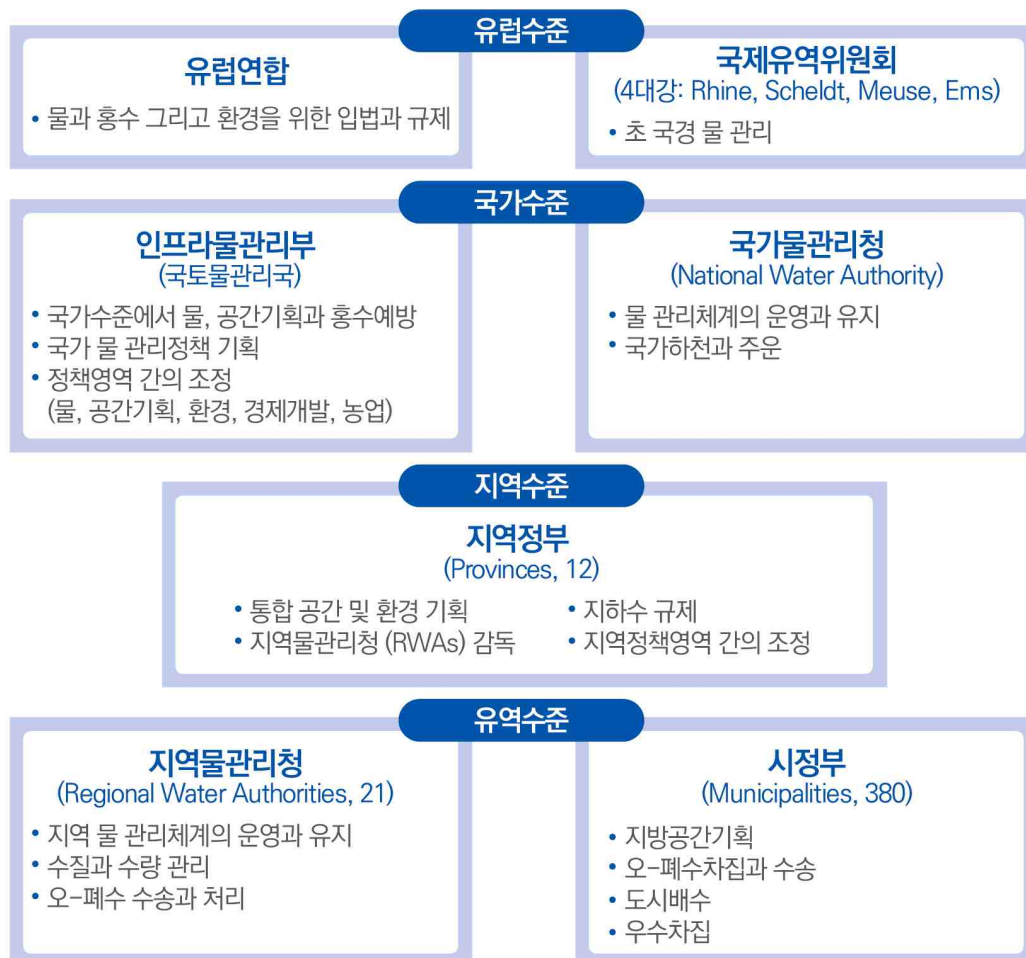 유럽수준
유럽연합
• 물과 홍수 그리고 환경을 위한 입법과 규제
국제유역위원회
(4대강: Rhine, Scheldt, Meuse, Ems)
• 초 국경 물 관리
국가수준
인프라물관리부
(국토물관리국)
• 국가수준에서 물, 공간기획과 홍수예방
• 국가 물 관리정책 기획
• 정책영역 간의 조정
(물, 공간기획, 환경, 경제개발, 농업)
국가물관리청
(National Water Authority)
• 물 관리체계의 운영과 유지
• 국가하천과 주운
지역수준
지역정부
(Provinces, 12)
• 통합 공간 및 환경 기획
• 지역물관리청 (RWAs) 감독
• 지하수 규제
• 지역정책영역 간의 조정
유역수준
지역물관리청
(Regional Water Authorities, 21)
• 지역 물 관리체계의 운영과 유지
• 수질과 수량 관리
• 오-폐수 수송과 처리
시정부
(Municipalities, 380)
• 지방공간기획
• 오-폐수차집과 수송
• 도시배수
• 우수차집